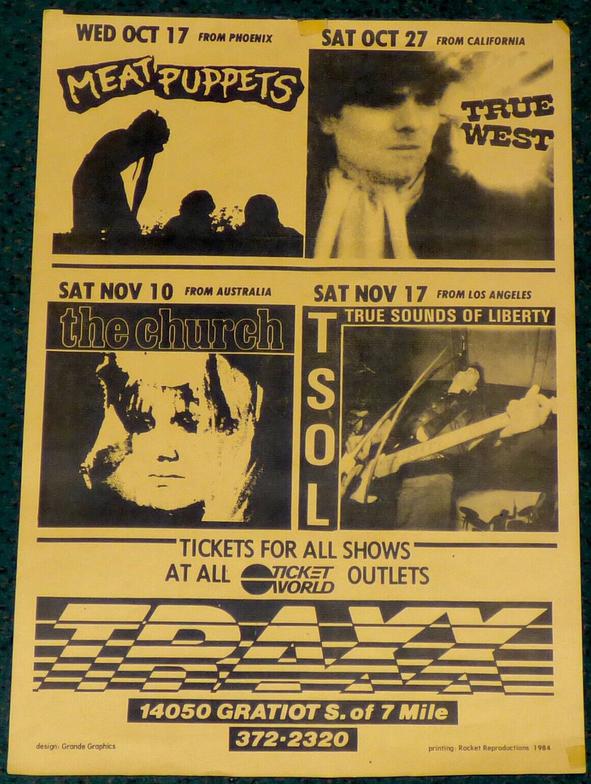 WED OCT 17 FROM PHOENIX
MEAT PUPPETS
SAT OCT 27 FROM CALIFORNIA
TRUE
WEST
SAT NOV 10 FROM AUSTRALIA
the church
SAT NOV 17 FROM LOS ANGELES
TRUE SOUNDS OF LIBERTY
TSOL
TICKETS FOR ALL SHOWS
AT ALL TICKET WORLD OUTLETS
TRAXX
14050 GRATIOT S. of 7 Mile
372-2320
design: Grande Graphics
printing: Rocket Reproductions 1984